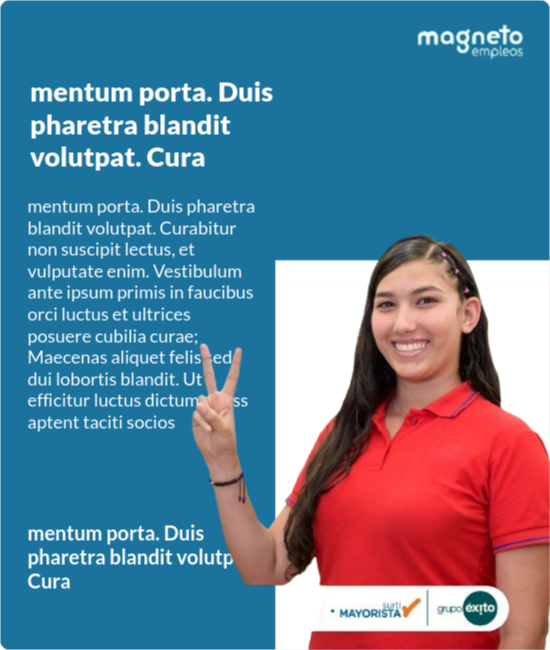 magneto
empleos
mentum porta. Duis
pharetra blandit
volutpat. Cura
mentum porta. Duis pharetra
blandit volutpat. Curabitur
non suscipit lectus, et
vulputate enim. Vestibulum
ante ipsum primis in faucibus
orci luctus et ultrices
posuere cubilia curae;
Maecenas aliquet felis sed
dui lobortis blandit. Ut
efficitur luctus dictum
aptent taciti socios
mentum porta. Duis
pharetra blandit volutp
Cura
surti
MAYORISTA
grupo éxito